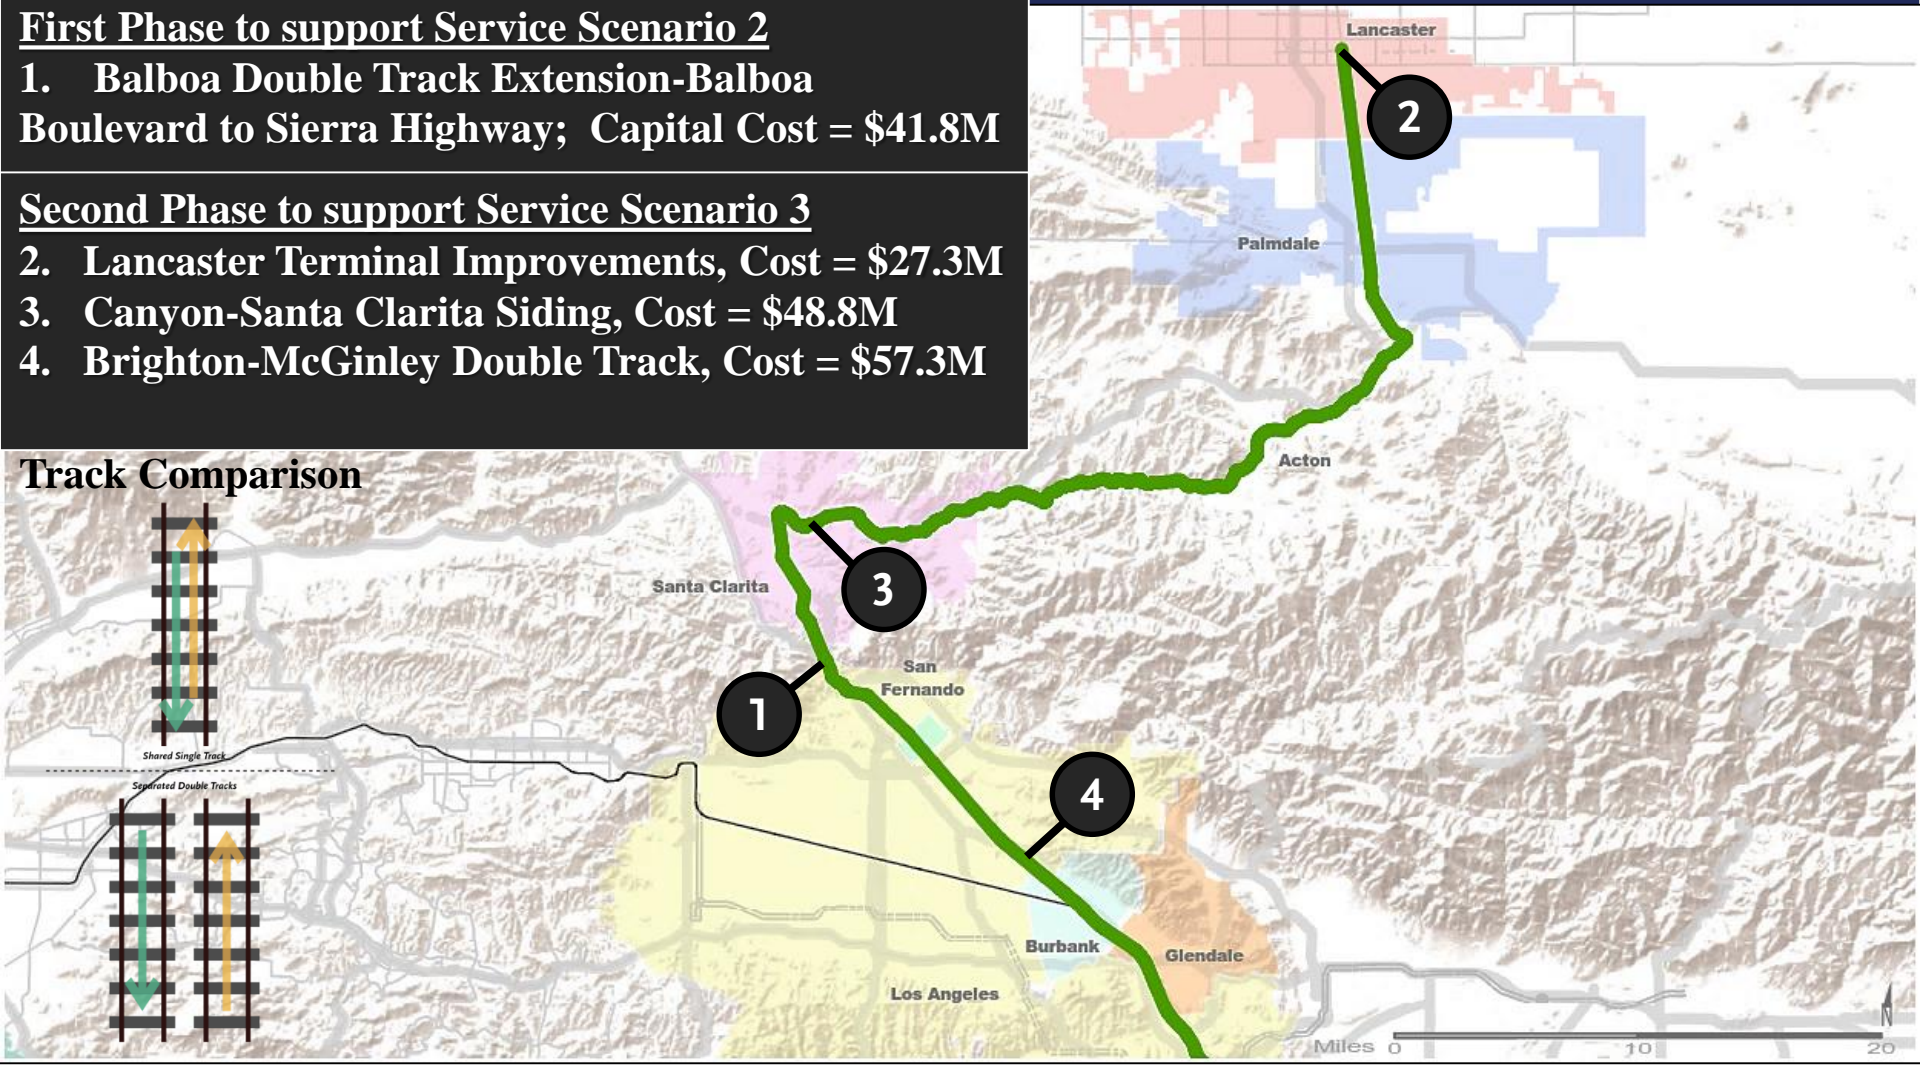 First Phase to support Service Scenario 2
1. Balboa Double Track Extension-Balboa
Boulevard to Sierra Highway; Capital Cost = $41.8M
Second Phase to support Service Scenario 3
2. Lancaster Terminal Improvements, Cost = $27.3M
3. Canyon-Santa Clarita Siding, Cost = $48.8M
4. Brighton-McGinley Double Track, Cost = $57.3M
Track Comparison
Shared Single Track
Separated Double Tracks
Lancaster
2
Palmdale
Acton
3
Santa Clarita
San
Fernando
1
4
Burbank
Glendale
Los Angeles
N
Miles 0 10 20